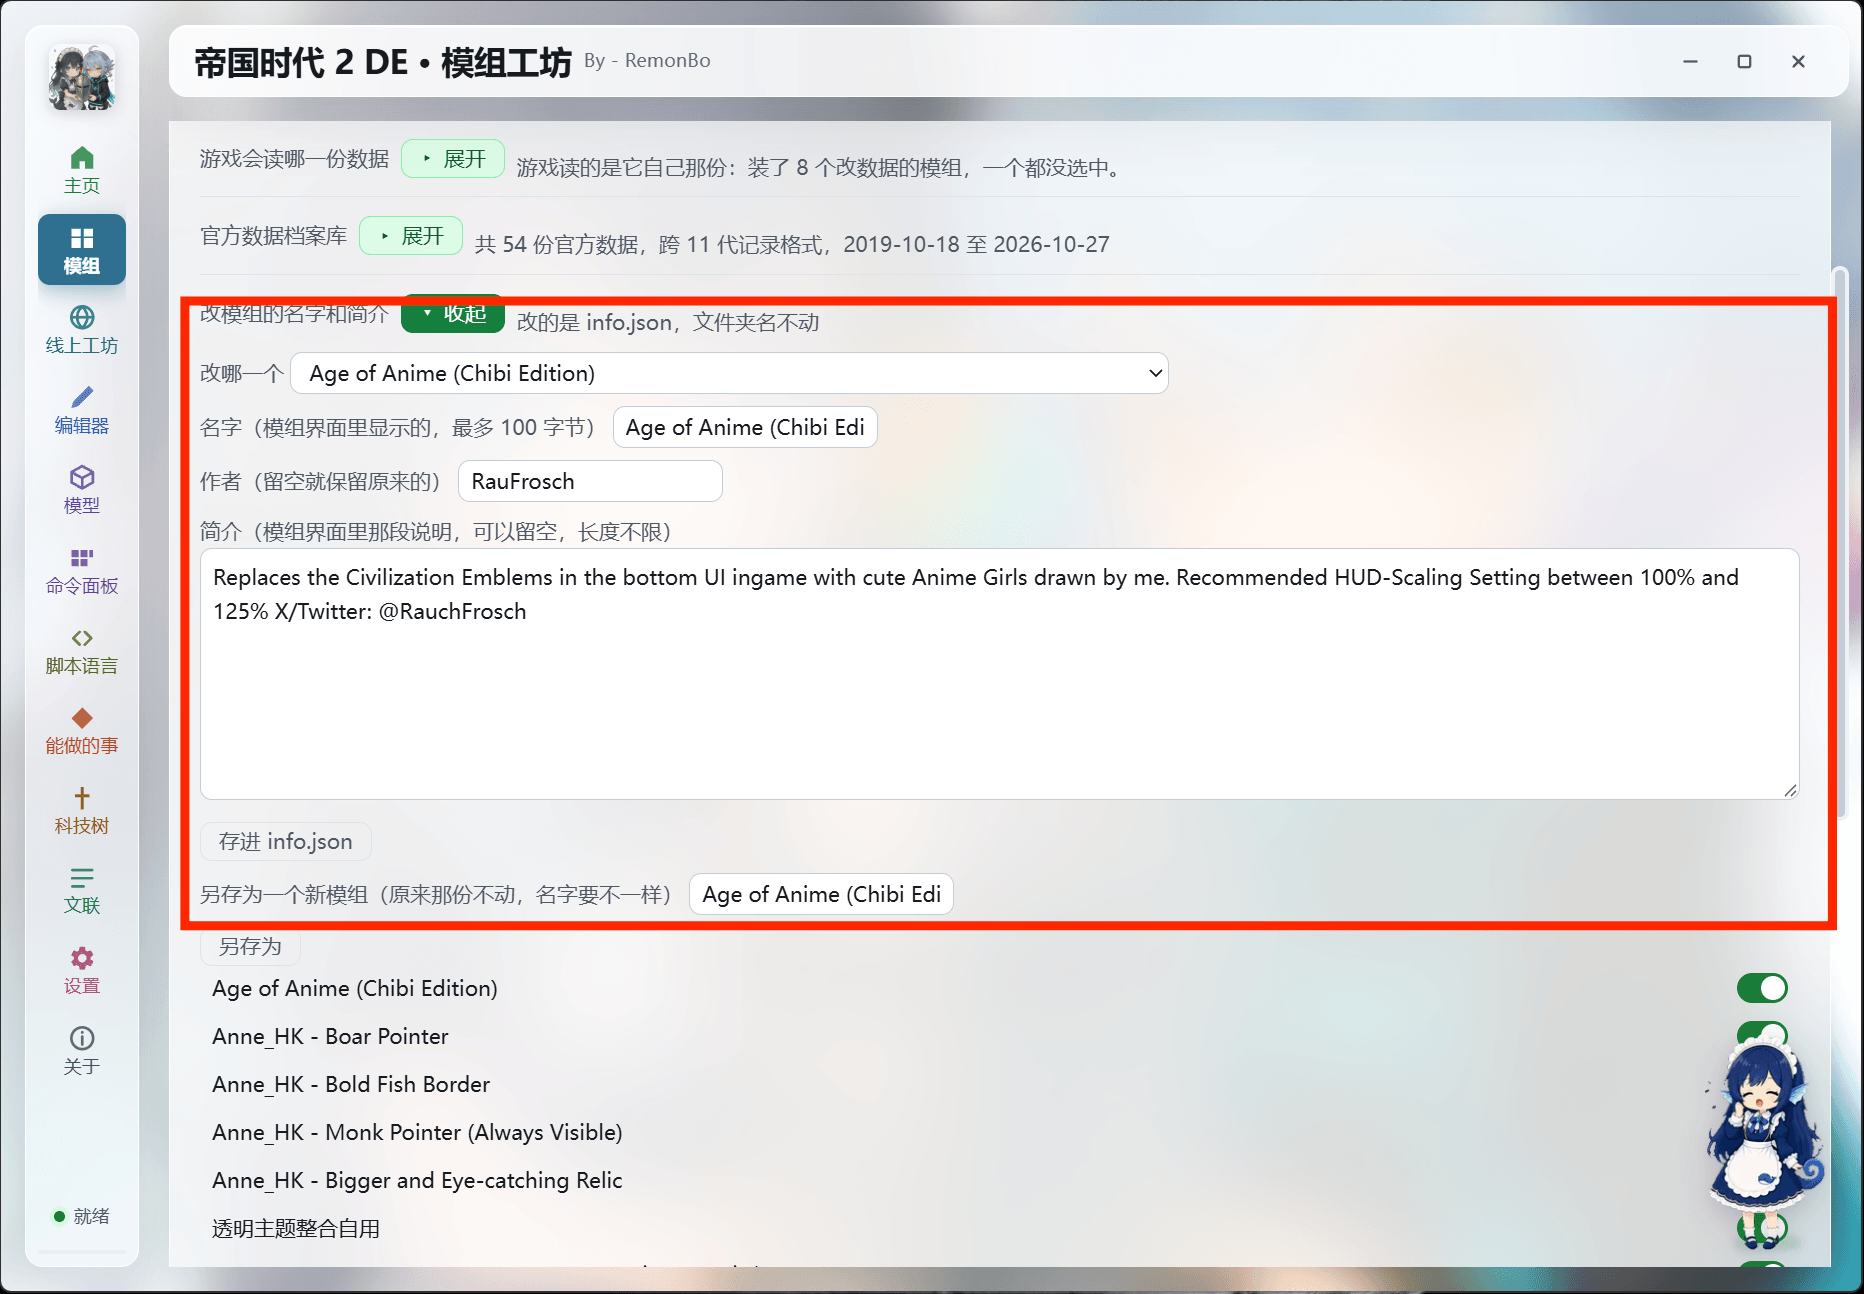 帝国时代 2 DE • 模组工坊 By - RemonBo
主页
模组
线上工坊
编辑器
模型
命令面板
脚本语言
能做的事
科技树
文联
设置
关于
就绪
游戏会读哪一份数据 展开 游戏读的是它自己那份：装了 8 个改数据的模组，一个都没选中。
官方数据档案库 展开 共 54 份官方数据，跨 11 代记录格式，2019-10-18 至 2026-10-27
改模组的名字和简介 收起 改的是 info.json，文件夹名不动
改哪一个 Age of Anime (Chibi Edition)
名字（模组界面里显示的，最多 100 字节） Age of Anime (Chibi Edi
作者（留空就保留原来的） RauFrosch
简介（模组界面里那段说明，可以留空，长度不限）
Replaces the Civilization Emblems in the bottom UI ingame with cute Anime Girls drawn by me. Recommended HUD-Scaling Setting between 100% and
125% X/Twitter: @RauchFrosch
存进 info.json
另存为一个新模组（原来那份不动，名字要不一样） Age of Anime (Chibi Edi
另存为
Age of Anime (Chibi Edition)
Anne_HK - Boar Pointer
Anne_HK - Bold Fish Border
Anne_HK - Monk Pointer (Always Visible)
Anne_HK - Bigger and Eye-catching Relic
透明主题整合自用